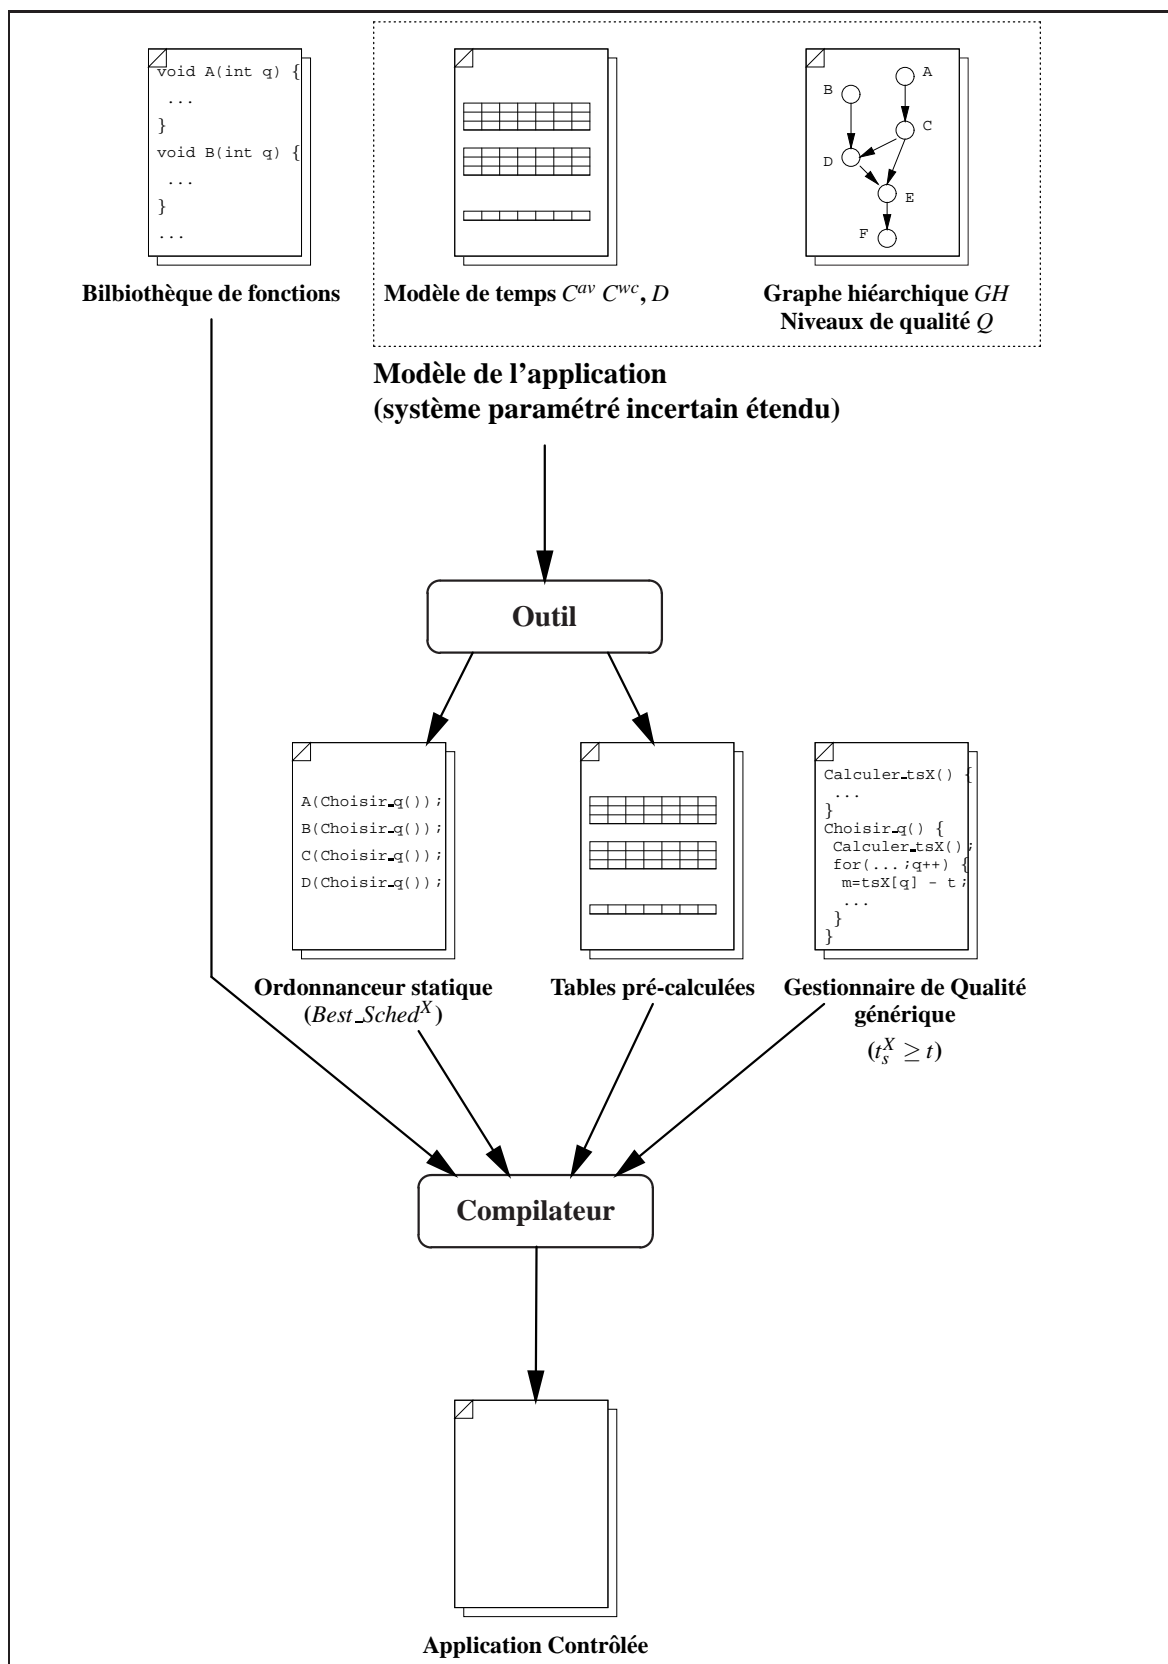 void A(int q) {
...
}
void B(int q) {
...
}
...
Bilbiothèque de fonctions
Modèle de temps C^av C^wc, D
A
B
C
D
E
F
Graphe hiéarchique GH
Niveaux de qualité Q
Modèle de l'application
(système paramétré incertain étendu)
Outil
A(Choisir_q());
B(Choisir_q());
C(Choisir_q());
D(Choisir_q());
Ordonnanceur statique
(Best_Sched^X)
Tables pré-calculées
Calculer_tsX() {
...
}
Choisir_q() {
Calculer_tsX();
for(...;q++) {
m=tsX[q] - t;
...
}
}
Gestionnaire de Qualité
générique
(t_s^X ≥ t)
Compilateur
Application Contrôlée